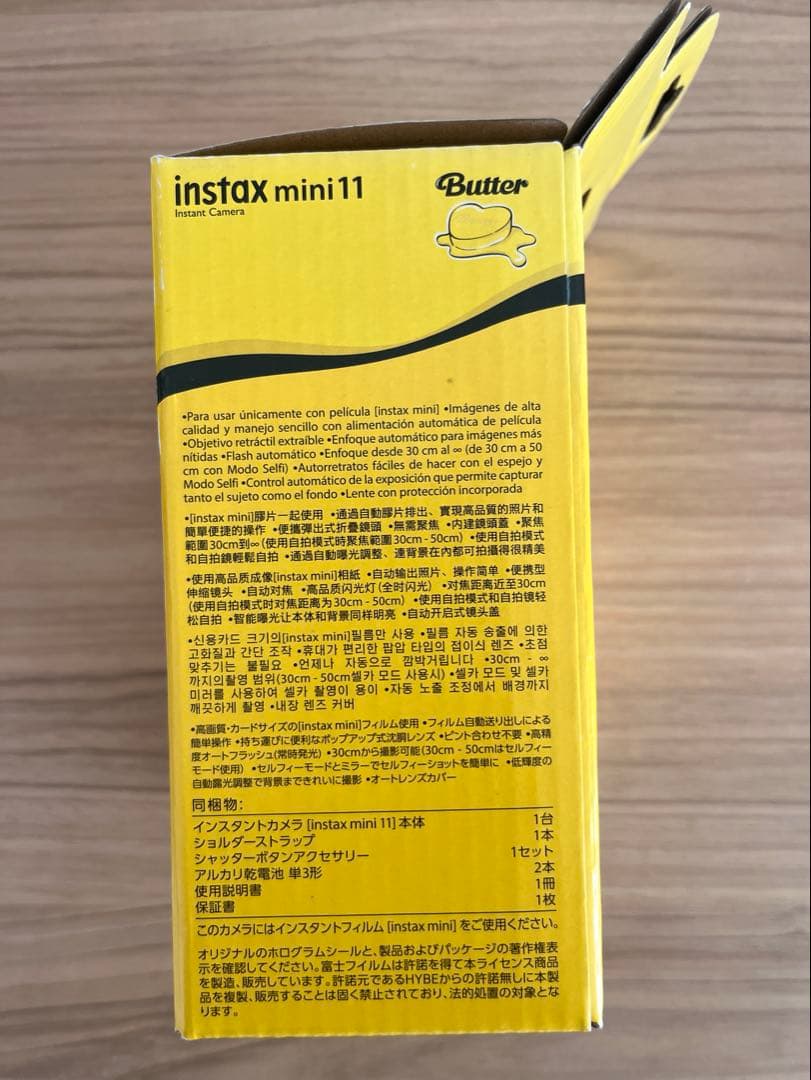 instax mini 11
Instant Camera
Butter
•Para usar únicamente con película [instax mini] •Imágenes de alta
calidad y manejo sencillo con alimentación automática de película
•Objetivo retráctil extraíble •Enfoque automático para imágenes más
nítidas •Flash automático •Enfoque desde 30 cm al ∞ (de 30 cm a 50
cm con Modo Selfi) •Autorretratos fáciles de hacer con el espejo y
Modo Selfi •Control automático de la exposición que permite capturar
tanto el sujeto como el fondo •Lente con protección incorporada
•[instax mini]膠片一起使用 •通過自動膠片排出、實現高品質的照片和
簡單便捷的操作 •便攜彈出式折疊鏡頭 •無需聚焦 •內建鏡頭蓋 •聚焦
範圍30cm到∞(使用自拍模式時聚焦範圍30cm - 50cm) •使用自拍模式
和自拍鏡輕鬆自拍 •通過自動曝光調整、連背景在內都可拍攝得很精美
•使用高品质成像[instax mini]相紙 •自动输出照片、操作简单 •便携型
伸缩镜头 •自动对焦 •高品质闪光灯(全时闪光) •对焦距离近至30cm
(使用自拍模式时对焦距离为30cm - 50cm) •使用自拍模式和自拍镜轻
松自拍 •智能曝光让本体和背景同样明亮 •自动开启式镜头盖
•신용카드 크기의[instax mini]필름만 사용 •필름 자동 송출에 의한
고화질과 간단 조작 •휴대가 편리한 팝업 타임의 접이식 렌즈 •초점
맞추기는 불필요 •언제나 자동으로 깜박거립니다 •30cm - ∞
까지의촬영 범위(30cm - 50cm셀카 모드 사용시) •셀카 모드 및 셀카
미러를 사용하여 셀카 촬영이 용이 •자동 노출 조정에서 배경까지
깨끗하게 촬영 •내장 렌즈 커버
•高画質・カードサイズの[instax mini]フィルム使用 •フィルム自動送り出しによる
簡単操作 •持ち運びに便利なポップアップ式沈胴レンズ •ピント合わせ不要 •高精
度オートフラッシュ(常時発光) •30cmから撮影可能(30cm - 50cmはセルフィー
モード使用) •セルフィーモードとミラーでセルフィーショットを簡単に •低輝度の
自動露光調整で背景まできれいに撮影 •オートレンズカバー
同梱物:
インスタントカメラ [instax mini 11] 本体 1台
ショルダーストラップ 1本
シャッターボタンアクセサリー 1セット
アルカリ乾電池 単3形 2本
使用説明書 1冊
保証書 1枚
このカメラにはインスタントフィルム [instax mini] をご使用ください。
オリジナルのホログラムシールと、製品およびパッケージの著作権表
示を確認してください。富士フイルムは許諾を得て本ライセンス商品
を製造、販売しています。許諾元であるHYBEからの許諾無しに本製
品を複製、販売することは固く禁止されており、法的処置の対象とな
ります。